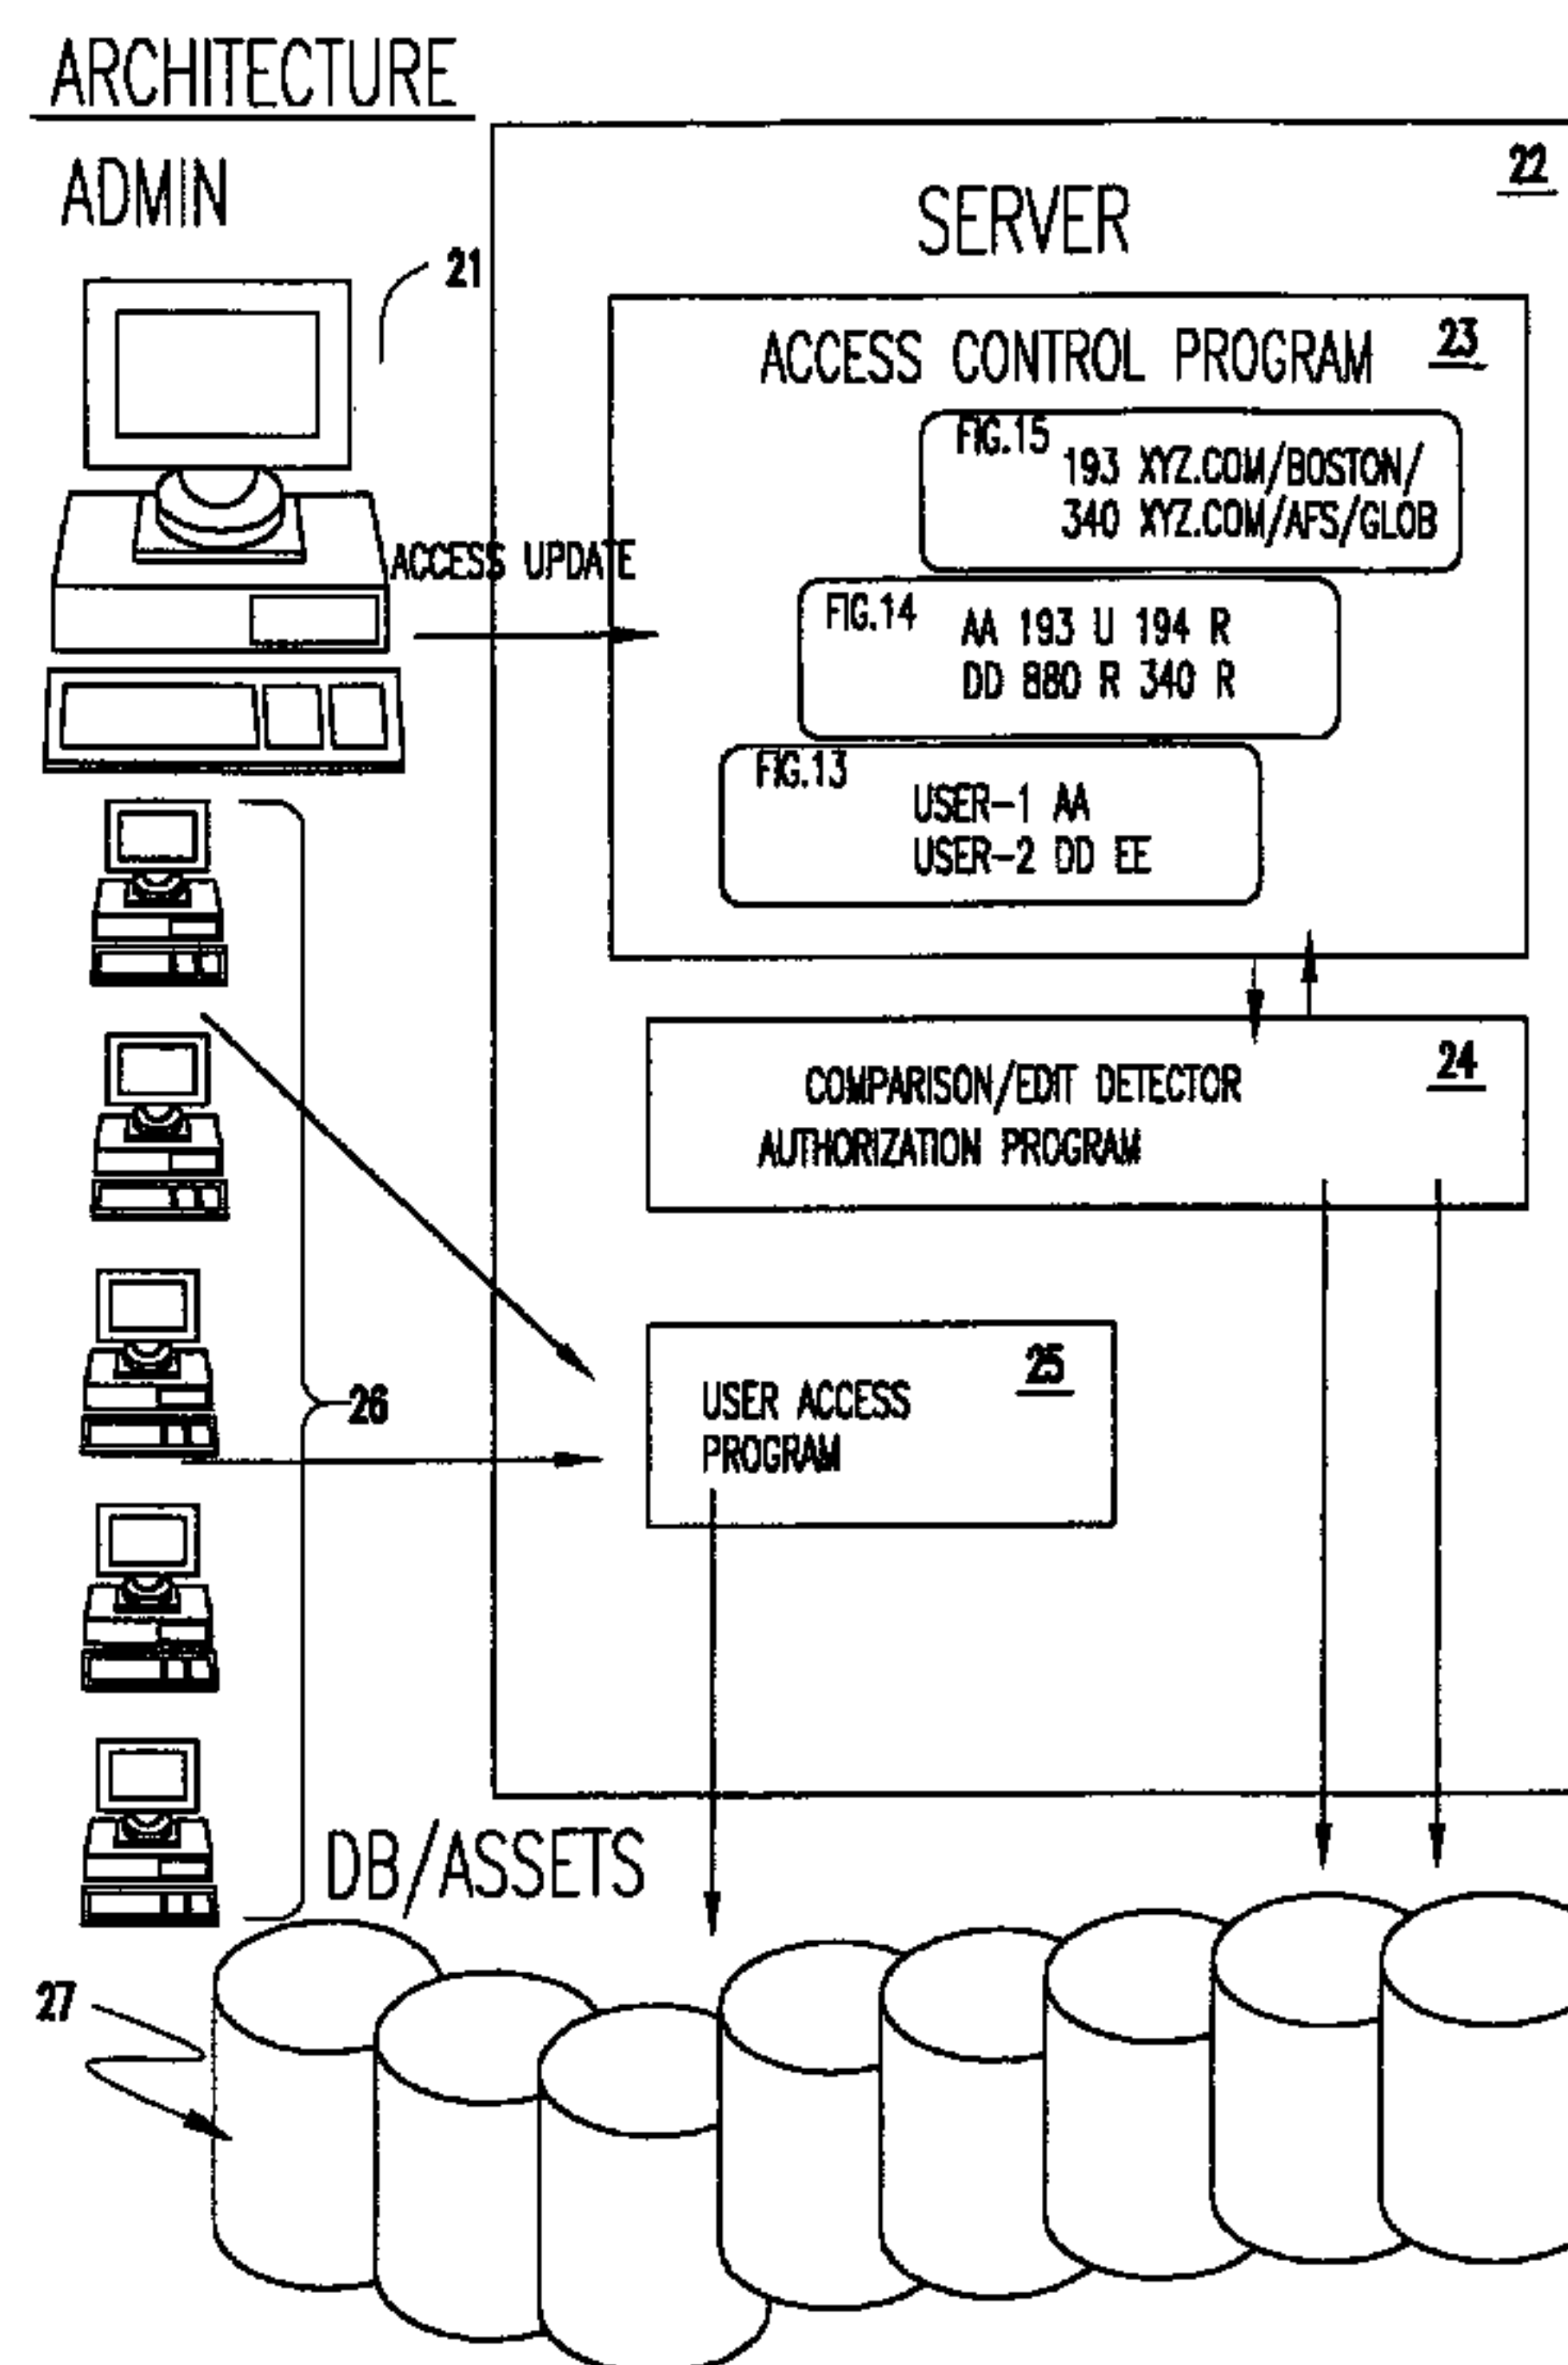 ARCHITECTURE
ADMIN
21
22
SERVER
ACCESS CONTROL PROGRAM 23
FIG.15
193 XYZ.COM/BOSTON/
340 XYZ.COM/AFS/GLOB
ACCESS UPDATE
FIG.14
AA 193 U 194 R
DD 880 R 340 R
FIG.13
USER-1 AA
USER-2 DD EE
24
COMPARISON/EDIT DETECTOR
AUTHORIZATION PROGRAM
25
USER ACCESS
PROGRAM
26
DB/ASSETS
27